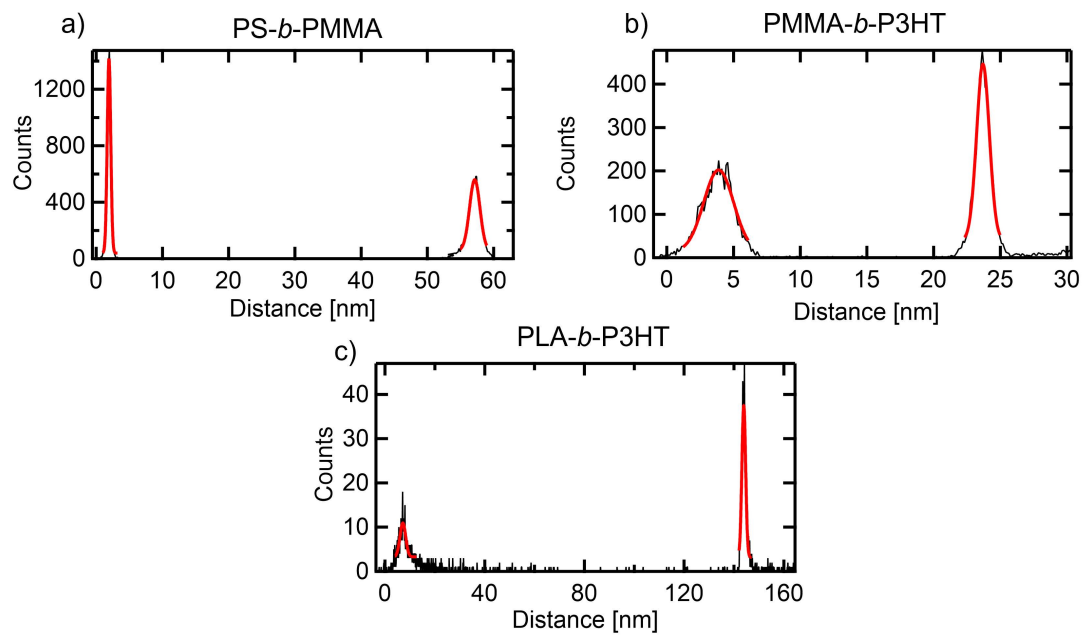 a)
PS-b-PMMA
1200
800
400
0
Counts
0 10 20 30 40 50 60
Distance [nm]
b)
PMMA-b-P3HT
400
300
200
100
0
Counts
0 5 10 15 20 25 30
Distance [nm]
c)
PLA-b-P3HT
40
30
20
10
0
Counts
0 40 80 120 160
Distance [nm]